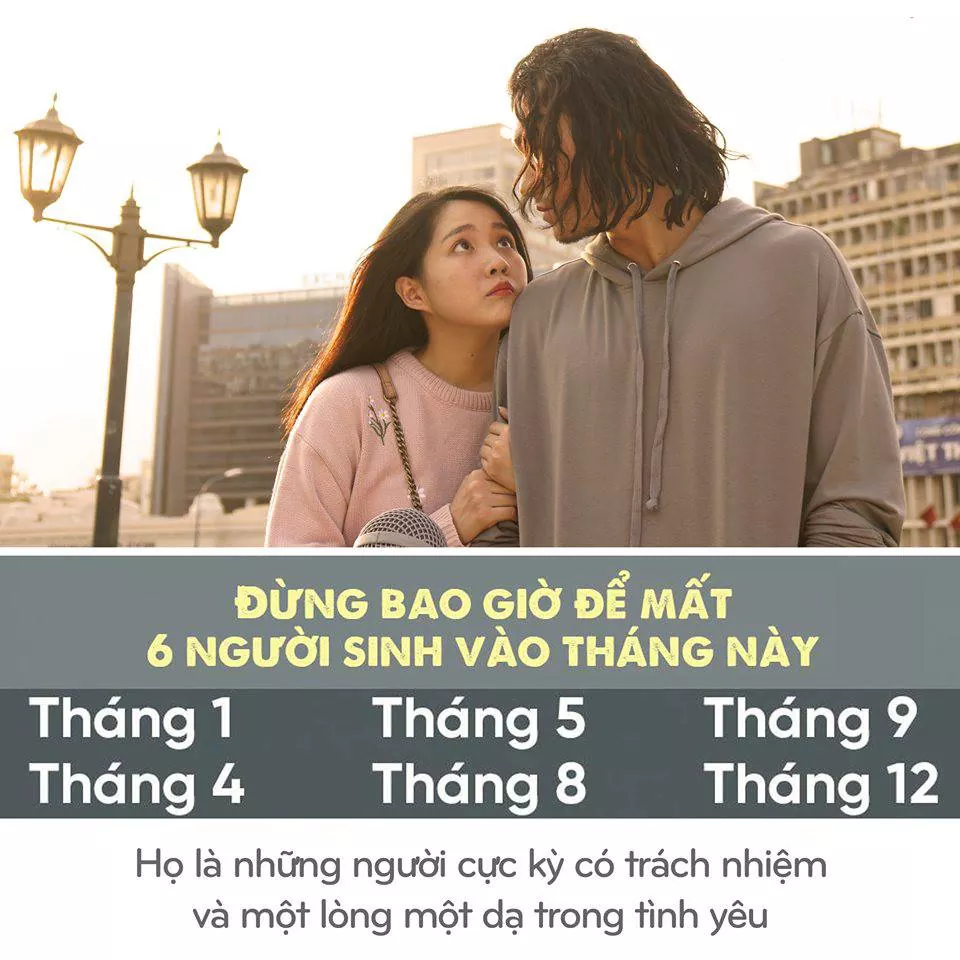 ĐỪNG BAO GIỜ ĐỂ MẤT
6 NGƯỜI SINH VÀO THÁNG NÀY
Tháng 1 Tháng 5 Tháng 9
Tháng 4 Tháng 8 Tháng 12
Họ là những người cực kỳ có trách nhiệm
và một lòng một dạ trong tình yêu